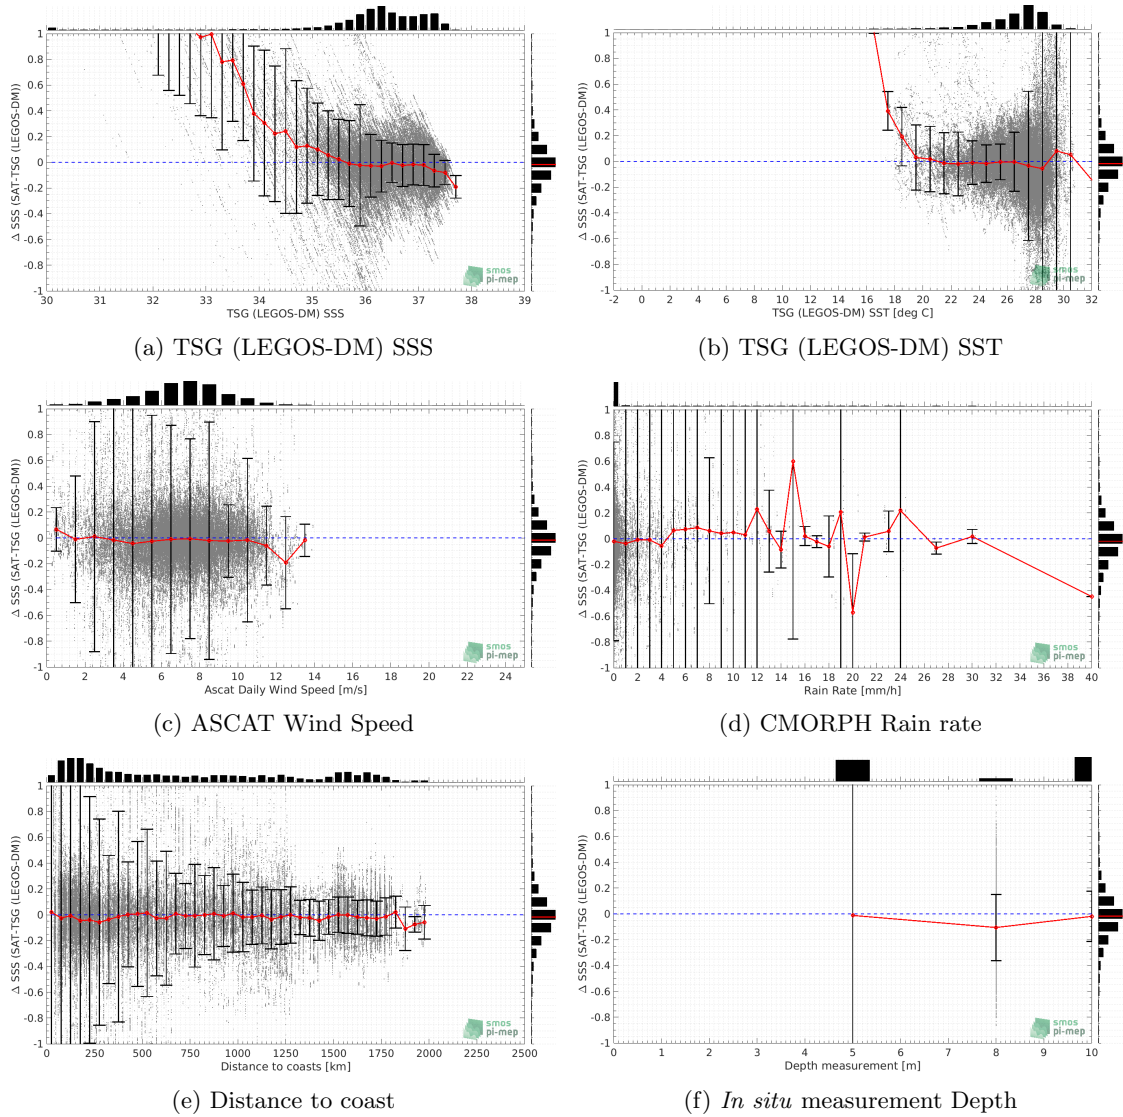 1
0.8
0.6
0.4
0.2
0
-0.2
-0.4
-0.6
-0.8
-1
Δ SSS (SAT-TSG (LEGOS-DM))
smos
pi-mep
30 31 32 33 34 35 36 37 38 39
TSG (LEGOS-DM) SSS
(a) TSG (LEGOS-DM) SSS
1
0.8
0.6
0.4
0.2
0
-0.2
-0.4
-0.6
-0.8
-1
Δ SSS (SAT-TSG (LEGOS-DM))
smos
pi-mep
-2 0 2 4 6 8 10 12 14 16 18 20 22 24 26 28 30 32
TSG (LEGOS-DM) SST [deg C]
(b) TSG (LEGOS-DM) SST
1
0.8
0.6
0.4
0.2
0
-0.2
-0.4
-0.6
-0.8
-1
Δ SSS (SAT-TSG (LEGOS-DM))
smos
pi-mep
0 2 4 6 8 10 12 14 16 18 20 22 24
Ascat Daily Wind Speed [m/s]
(c) ASCAT Wind Speed
1
0.8
0.6
0.4
0.2
0
-0.2
-0.4
-0.6
-0.8
-1
Δ SSS (SAT-TSG (LEGOS-DM))
smos
pi-mep
0 2 4 6 8 10 12 14 16 18 20 22 24 26 28 30 32 34 36 38 40
Rain Rate [mm/h]
(d) CMORPH Rain rate
1
0.8
0.6
0.4
0.2
0
-0.2
-0.4
-0.6
-0.8
-1
Δ SSS (SAT-TSG (LEGOS-DM))
smos
pi-mep
0 250 500 750 1000 1250 1500 1750 2000 2250 2500
Distance to coasts [km]
(e) Distance to coast
1
0.8
0.6
0.4
0.2
0
-0.2
-0.4
-0.6
-0.8
-1
Δ SSS (SAT-TSG (LEGOS-DM))
smos
pi-mep
0 1 2 3 4 5 6 7 8 9 10
Depth measurement [m]
(f) In situ measurement Depth